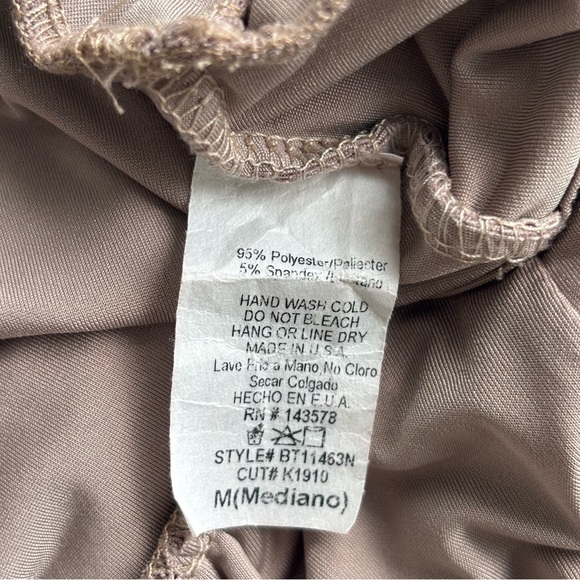 95% Polyester/Poliester
5% Spandex
HAND WASH COLD
DO NOT BLEACH
HANG OR LINE DRY
MADE IN U.S.A.
Lave Frio a Mano, No Cloro
Secar Colgado
HECHO EN E.U.A.
RN # 143578
STYLE# BT11463N
CUT# K1910
M(Mediano)